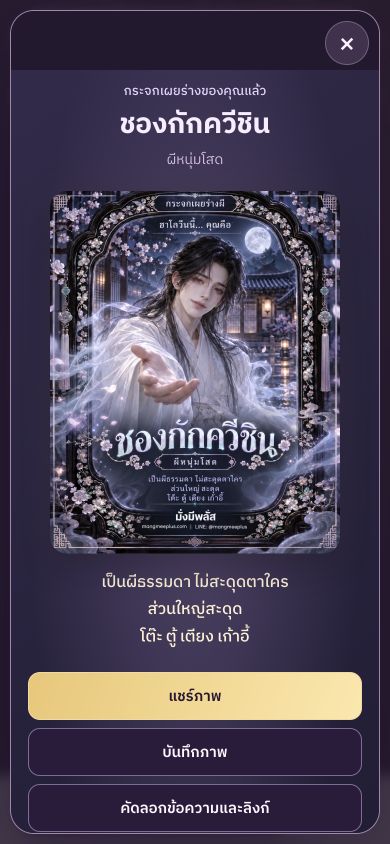 กระจกเผยร่างของคุณแล้ว
ชองกักควีชิน
ผีหนุ่มโสด
กระจกเผยร่างผี
ฮาโลวีนนี้... คุณคือ
ชองกักควีชิน
ผีหนุ่มโสด
เป็นผีธรรมดา ไม่สะดุดตาใคร
ส่วนใหญ่สะดุด
โต๊ะ ตู้ เตียง เก้าอี้
มั่งมีพลัส
mangmeeplus.com | LINE: @mangmeeplus
เป็นผีธรรมดา ไม่สะดุดตาใคร
ส่วนใหญ่สะดุด
โต๊ะ ตู้ เตียง เก้าอี้
แชร์ภาพ
บันทึกภาพ
คัดลอกข้อความและลิงก์